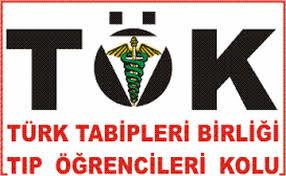 TÖK
TÜRK TABİPLERİ BİRLİĞİ
TIP ÖĞRENCİLERİ KOLU